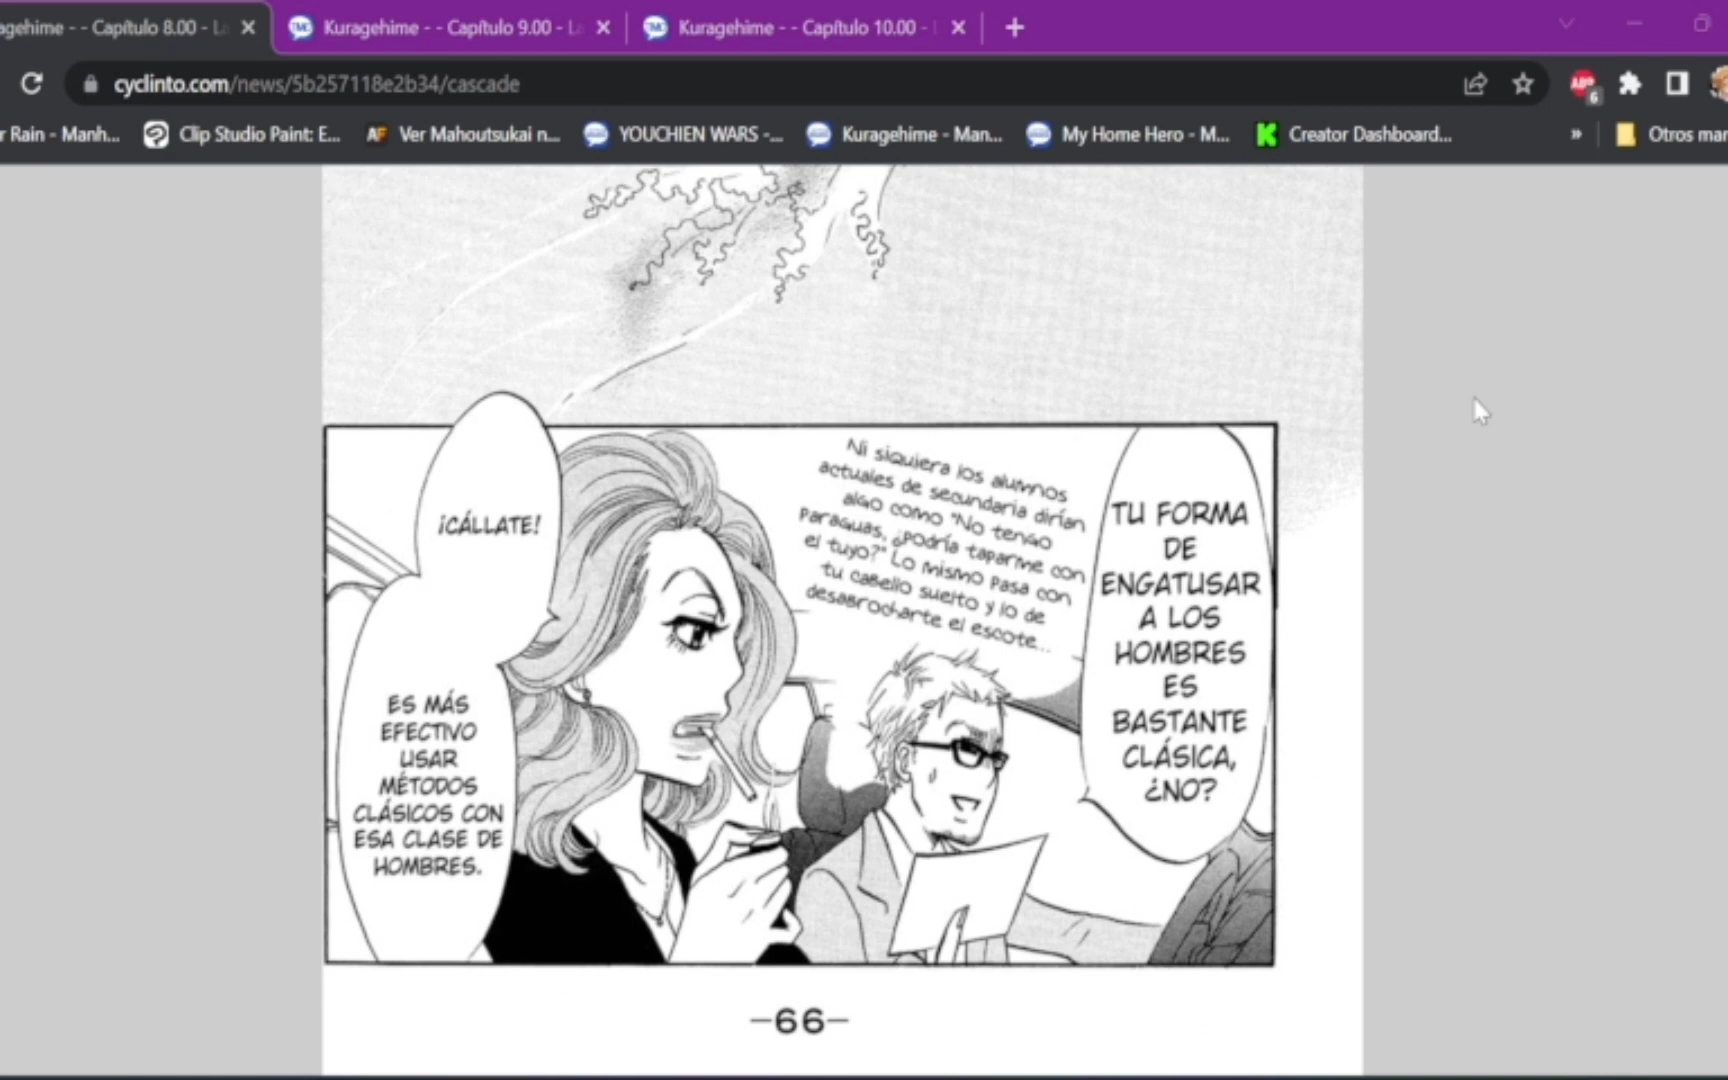 agehime - - Capítulo 8.00 - L
Kuragehime - - Capítulo 9.00 - L
Kuragehime - - Capítulo 10.00 -
cyclinto.com/news/5b257118e2b34/cascade
ABP
6
r Rain - Manh...
Clip Studio Paint: E...
AF
Ver Mahoutsukai n...
YOUCHIEN WARS -...
Kuragehime - Man...
My Home Hero - M...
K
Creator Dashboard...
»
Otros mar
TU FORMA
DE
ENGATUSAR
A LOS
HOMBRES
ES
BASTANTE
CLÁSICA,
¿NO?
Ni siquiera los alumnos
actuales de secundaria dirían
algo como "No tengo
paraguas, ¿podría taparme con
el tuyo?" Lo mismo pasa con
tu cabello suelto y lo de
desabrocharte el escote...
¡CÁLLATE!
ES MÁS
EFECTIVO
USAR
MÉTODOS
CLÁSICOS CON
ESA CLASE DE
HOMBRES.
-66-